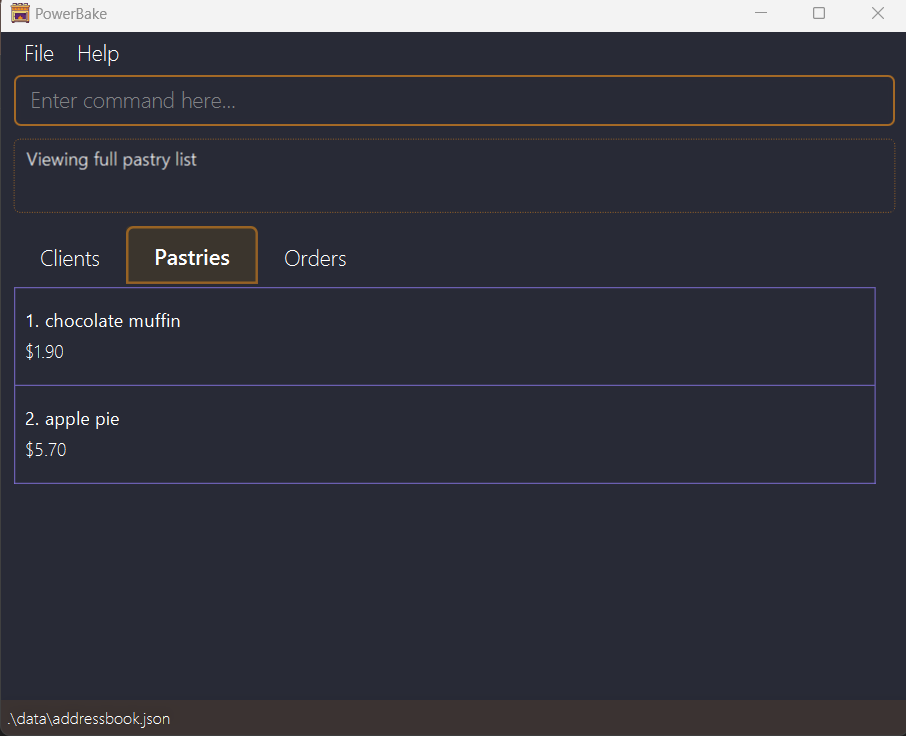 PowerBake
File Help
Enter command here...
Viewing full pastry list
Clients Pastries Orders
1. chocolate muffin
$1.90
2. apple pie
$5.70
.\data\addressbook.json